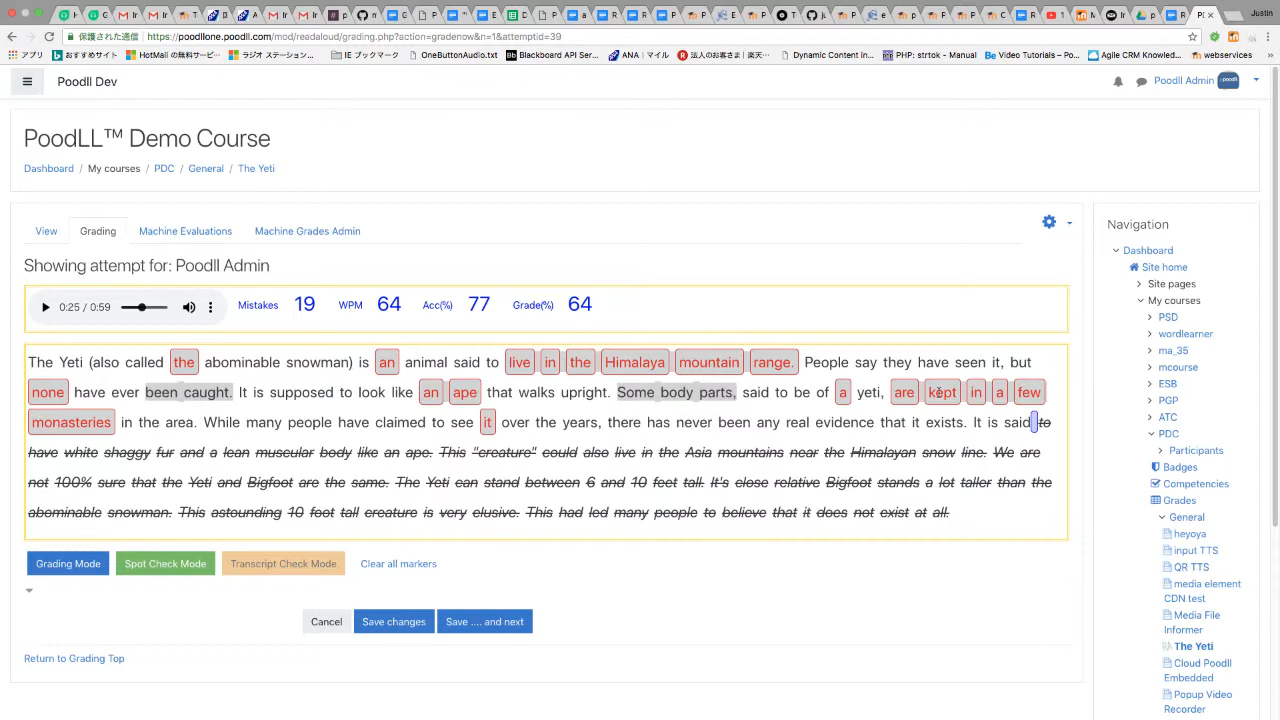 Justin
保護された通信 https://poodllone.poodll.com/mod/readaloud/grading.php?action=gradenow&n=1&attemptid=39
アプリ おすすめサイト HotMail の無料サービ... ラジオ ステーション... IE ブックマーク OneButtonAudio.txt Blackboard API Ser... ANA | マイル 法人のお客さま | 楽天... Dynamic Content in... PHP: strtok - Manual Video Tutorials – Po... Agile CRM Knowled... webservices
Poodll Dev
Poodll Admin
PoodLL™ Demo Course
Dashboard / My courses / PDC / General / The Yeti
View Grading Machine Evaluations Machine Grades Admin
Showing attempt for: Poodll Admin
0:25 / 0:59 Mistakes 19 WPM 64 Acc(%) 77 Grade(%) 64
The Yeti (also called the abominable snowman) is an animal said to live in the Himalaya mountain range. People say they have seen it, but
none have ever been caught. It is supposed to look like an ape that walks upright. Some body parts, said to be of a yeti, are kept in a few
monasteries in the area. While many people have claimed to see it over the years, there has never been any real evidence that it exists. It is said to
have white shaggy fur and a lean muscular body like an ape. This "creature" could also live in the Asia mountains near the Himalayan snow line. We are
not 100% sure that the Yeti and Bigfoot are the same. The Yeti can stand between 6 and 10 feet tall. It's close relative Bigfoot stands a lot taller than the
abominable snowman. This astounding 10 foot tall creature is very elusive. This had led many people to believe that it does not exist at all.
Grading Mode Spot Check Mode Transcript Check Mode Clear all markers
Cancel Save changes Save .... and next
Return to Grading Top
Navigation
Dashboard
Site home
Site pages
My courses
PSD
wordlearner
ma_35
mcourse
ESB
PGP
ATC
PDC
Participants
Badges
Competencies
Grades
General
heyoya
input TTS
QR TTS
media element
CDN test
Media File
Informer
The Yeti
Cloud Poodll
Embedded
Popup Video
Recorder